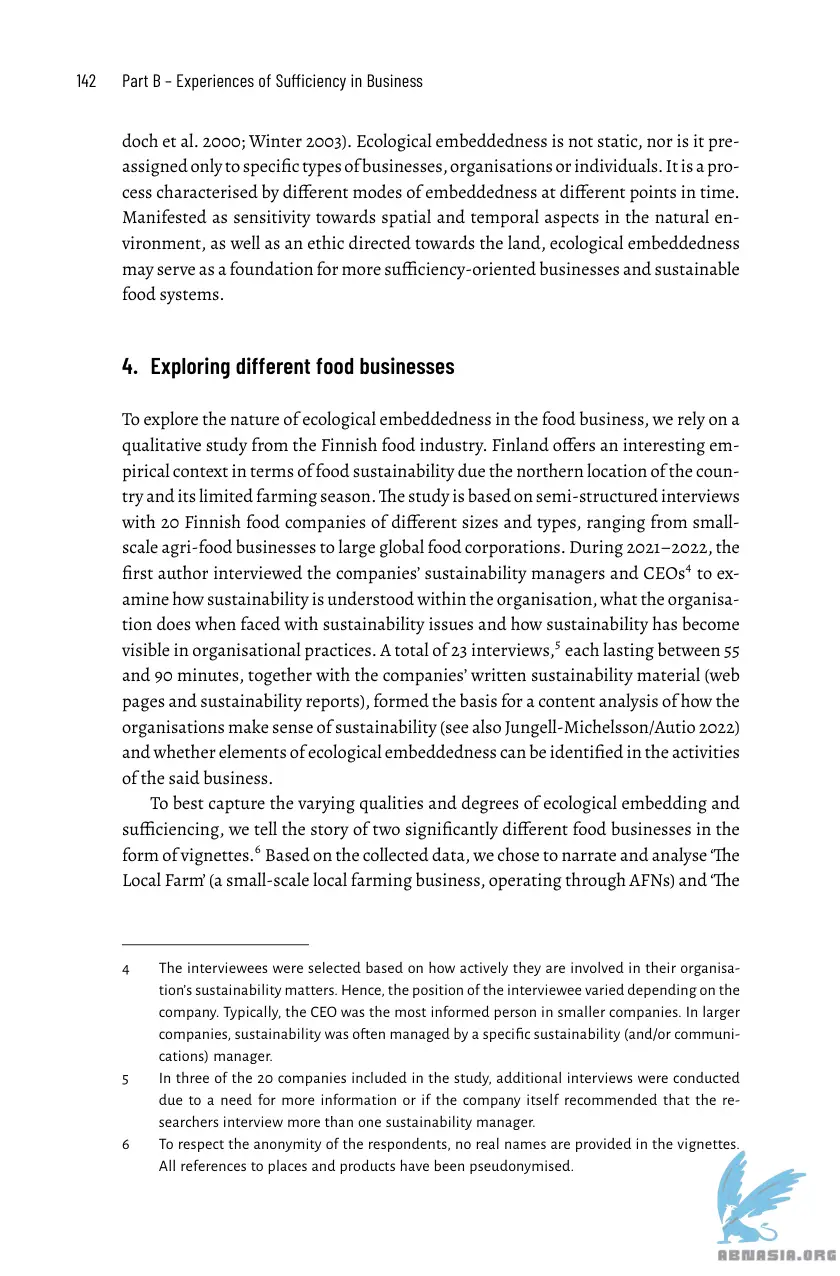 142 Part B – Experiences of Sufficiency in Business
doch et al. 2000; Winter 2003). Ecological embeddedness is not static, nor is it pre-
assigned only to specific types of businesses, organisations or individuals. It is a pro-
cess characterised by different modes of embeddedness at different points in time.
Manifested as sensitivity towards spatial and temporal aspects in the natural en-
vironment, as well as an ethic directed towards the land, ecological embeddedness
may serve as a foundation for more sufficiency-oriented businesses and sustainable
food systems.
4. Exploring different food businesses
To explore the nature of ecological embeddedness in the food business, we rely on a
qualitative study from the Finnish food industry. Finland offers an interesting em-
pirical context in terms of food sustainability due the northern location of the coun-
try and its limited farming season. The study is based on semi-structured interviews
with 20 Finnish food companies of different sizes and types, ranging from small-
scale agri-food businesses to large global food corporations. During 2021–2022, the
first author interviewed the companies’ sustainability managers and CEOs⁴ to ex-
amine how sustainability is understood within the organisation, what the organisa-
tion does when faced with sustainability issues and how sustainability has become
visible in organisational practices. A total of 23 interviews,⁵ each lasting between 55
and 90 minutes, together with the companies’ written sustainability material (web
pages and sustainability reports), formed the basis for a content analysis of how the
organisations make sense of sustainability (see also Jungell-Michelsson/Autio 2022)
and whether elements of ecological embeddedness can be identified in the activities
of the said business.
To best capture the varying qualities and degrees of ecological embedding and
sufficiencing, we tell the story of two significantly different food businesses in the
form of vignettes.⁶ Based on the collected data, we chose to narrate and analyse ‘The
Local Farm’ (a small-scale local farming business, operating through AFNs) and ‘The
4 The interviewees were selected based on how actively they are involved in their organisa-
tion’s sustainability matters. Hence, the position of the interviewee varied depending on the
company. Typically, the CEO was the most informed person in smaller companies. In larger
companies, sustainability was often managed by a specific sustainability (and/or communi-
cations) manager.
5 In three of the 20 companies included in the study, additional interviews were conducted
due to a need for more information or if the company itself recommended that the re-
searchers interview more than one sustainability manager.
6 To respect the anonymity of the respondents, no real names are provided in the vignettes.
All references to places and products have been pseudonymised.
ABNASIA.ORG